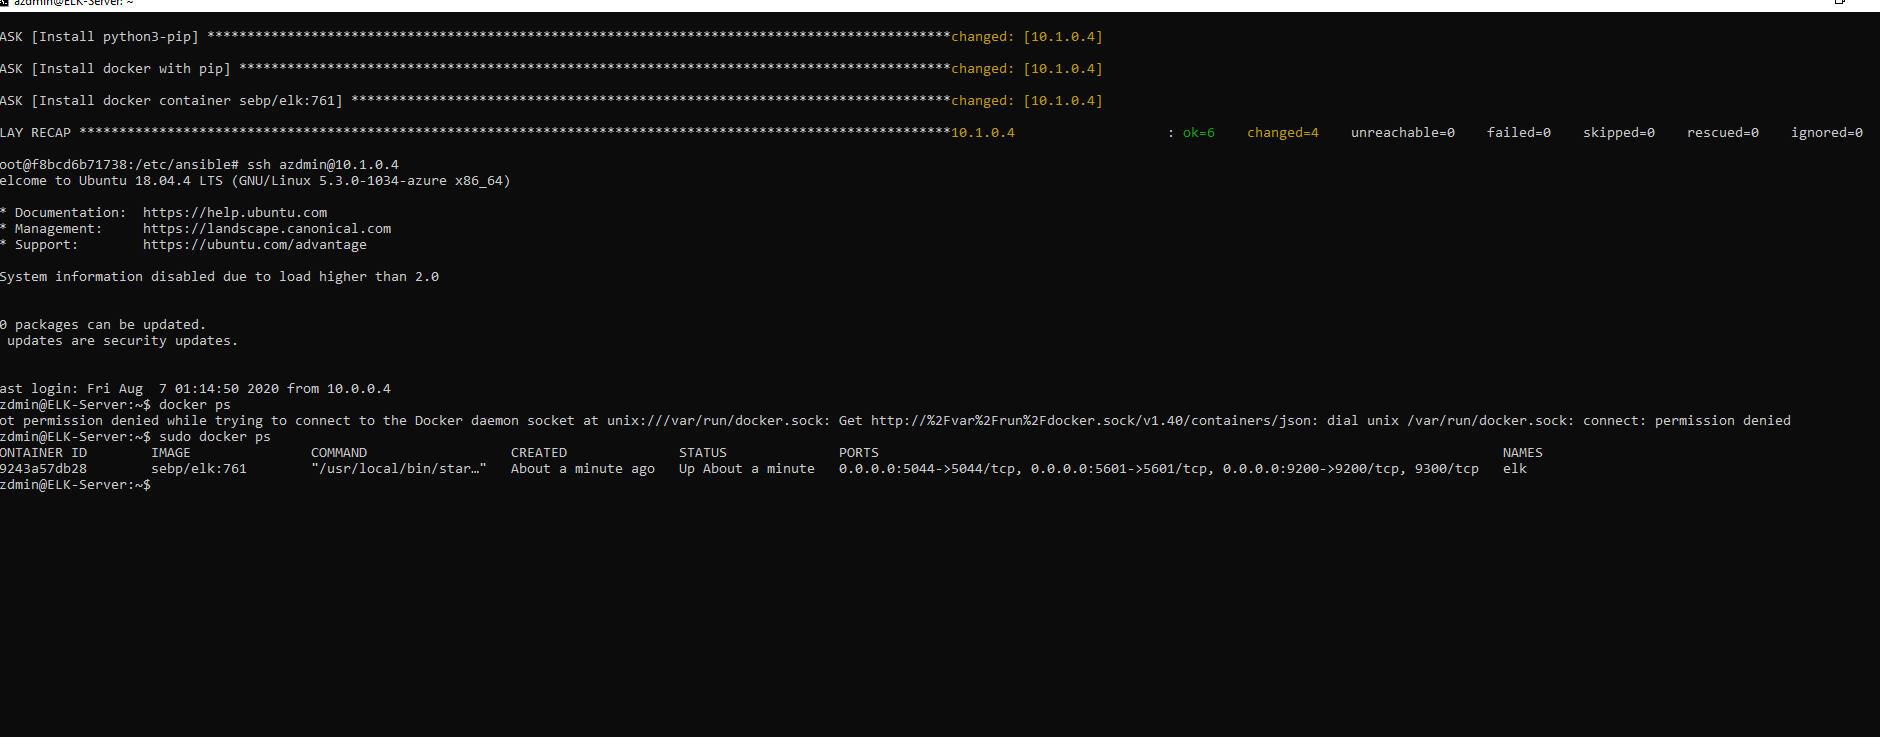 azdmin@ELK-Server: ~
ASK [Install python3-pip] *********************************************************************************************changed: [10.1.0.4]
ASK [Install docker with pip] *****************************************************************************************changed: [10.1.0.4]
ASK [Install docker container sebp/elk:761] ***************************************************************************changed: [10.1.0.4]
LAY RECAP *************************************************************************************************************10.1.0.4                   : ok=6    changed=4    unreachable=0    failed=0    skipped=0    rescued=0    ignored=0
oot@f8bcd6b71738:/etc/ansible# ssh azdmin@10.1.0.4
elcome to Ubuntu 18.04.4 LTS (GNU/Linux 5.3.0-1034-azure x86_64)
* Documentation:  https://help.ubuntu.com
* Management:     https://landscape.canonical.com
* Support:        https://ubuntu.com/advantage
System information disabled due to load higher than 2.0
0 packages can be updated.
updates are security updates.
ast login: Fri Aug  7 01:14:50 2020 from 10.0.0.4
zdmin@ELK-Server:~$ docker ps
ot permission denied while trying to connect to the Docker daemon socket at unix:///var/run/docker.sock: Get http://%2Fvar%2Frun%2Fdocker.sock/v1.40/containers/json: dial unix /var/run/docker.sock: connect: permission denied
zdmin@ELK-Server:~$ sudo docker ps
ONTAINER ID        IMAGE               COMMAND                  CREATED              STATUS              PORTS                                                                              NAMES
9243a57db28        sebp/elk:761        "/usr/local/bin/star…"   About a minute ago   Up About a minute   0.0.0.0:5044->5044/tcp, 0.0.0.0:5601->5601/tcp, 0.0.0.0:9200->9200/tcp, 9300/tcp   elk
zdmin@ELK-Server:~$